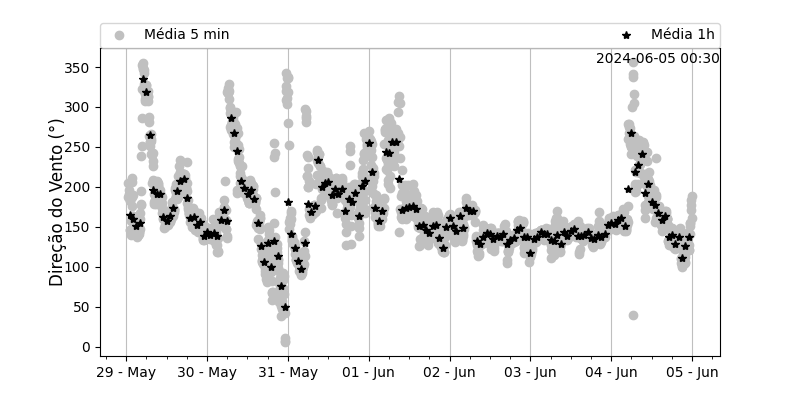 Média 5 min
Média 1h
2024-06-05 00:30
Direção do Vento (°)
350
300
250
200
150
100
50
0
29 - May
30 - May
31 - May
01 - Jun
02 - Jun
03 - Jun
04 - Jun
05 - Jun